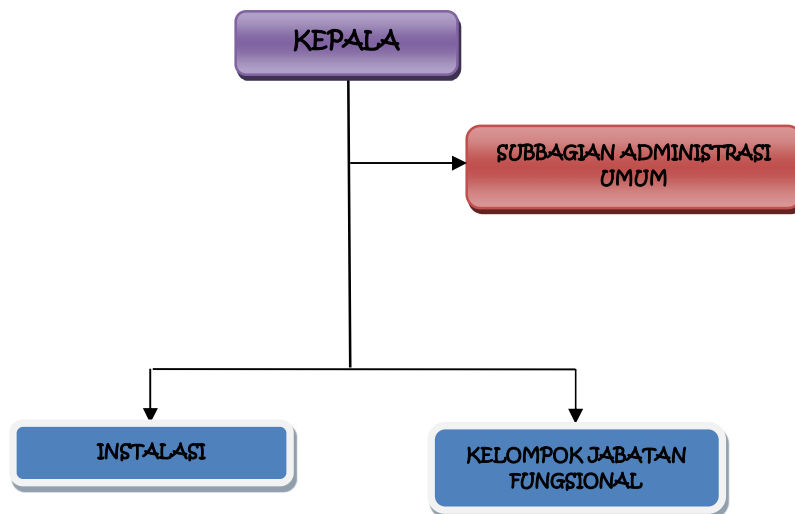 KEPALA
SUBBAGIAN ADMINISTRASI
UMUM
INSTALASI
KELOMPOK JABATAN
FUNGSIONAL